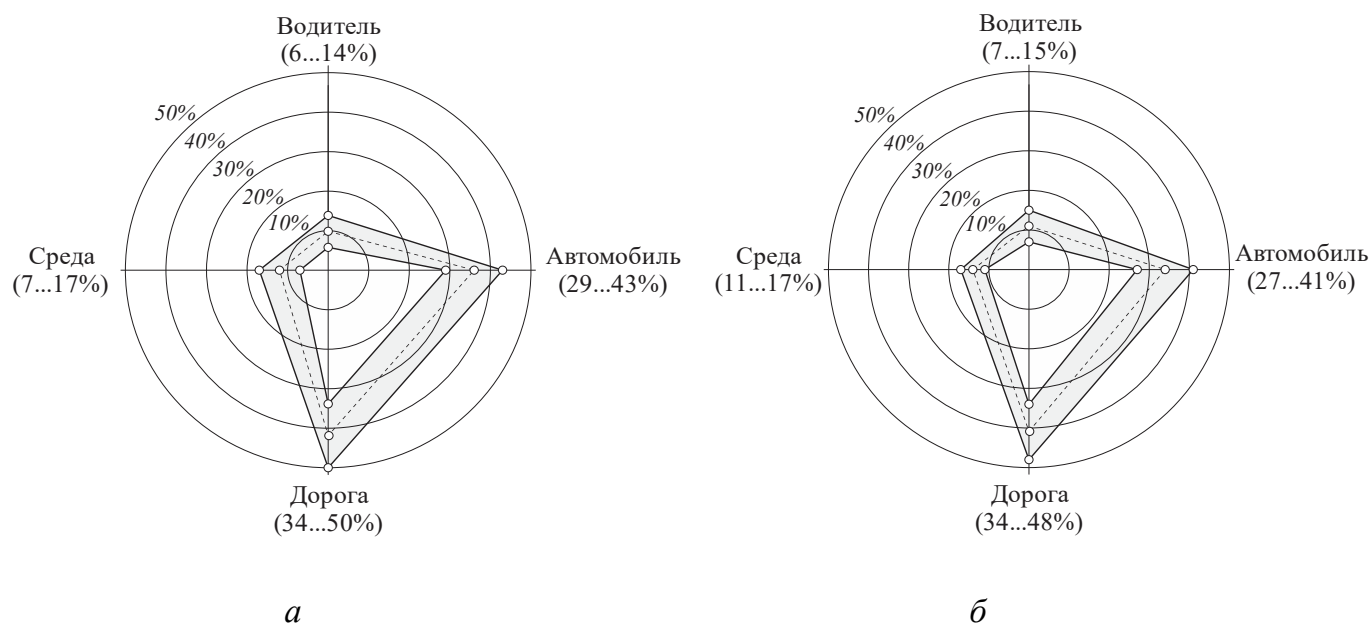 Водитель
(6...14%)
50%
40%
30%
20%
10%
Среда
(7...17%)
Автомобиль
(29...43%)
Дорога
(34...50%)
а
Водитель
(7...15%)
50%
40%
30%
20%
10%
Среда
(11...17%)
Автомобиль
(27...41%)
Дорога
(34...48%)
б